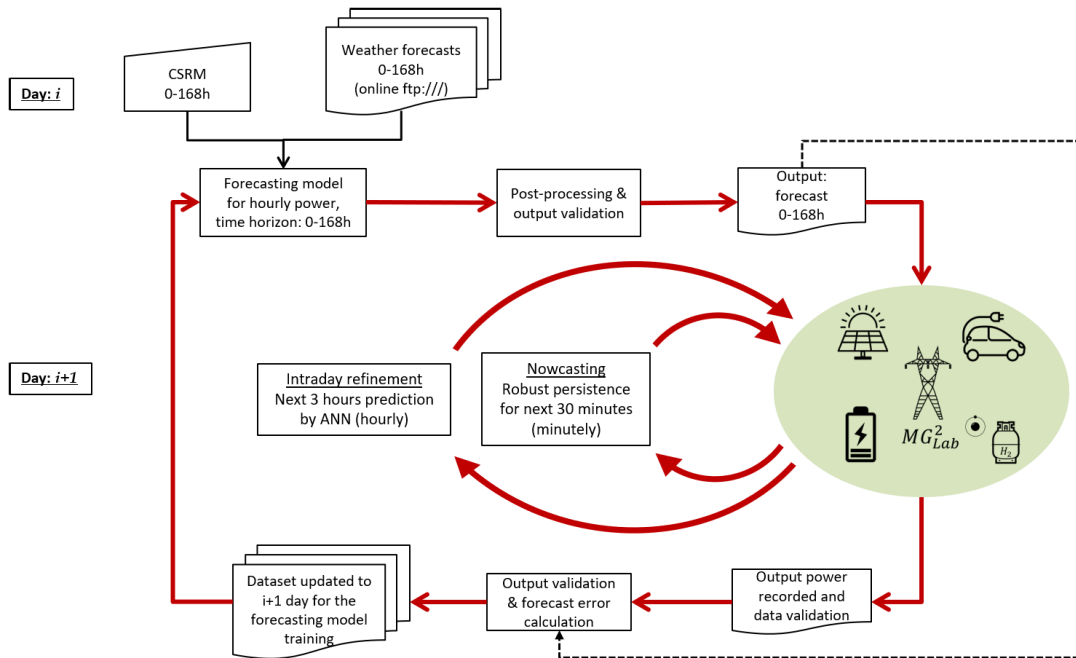 Day: i
CSRM
0-168h
Weather forecasts
0-168h
(online ftp:///)
Forecasting model
for hourly power,
time horizon: 0-168h
Post-processing &
output validation
Output:
forecast
0-168h
Day: i+1
Intraday refinement
Next 3 hours prediction
by ANN (hourly)
Nowcasting
Robust persistence
for next 30 minutes
(minutely)
MG²Lab
H₂
Dataset updated to
i+1 day for the
forecasting model
training
Output validation
& forecast error
calculation
Output power
recorded and
data validation